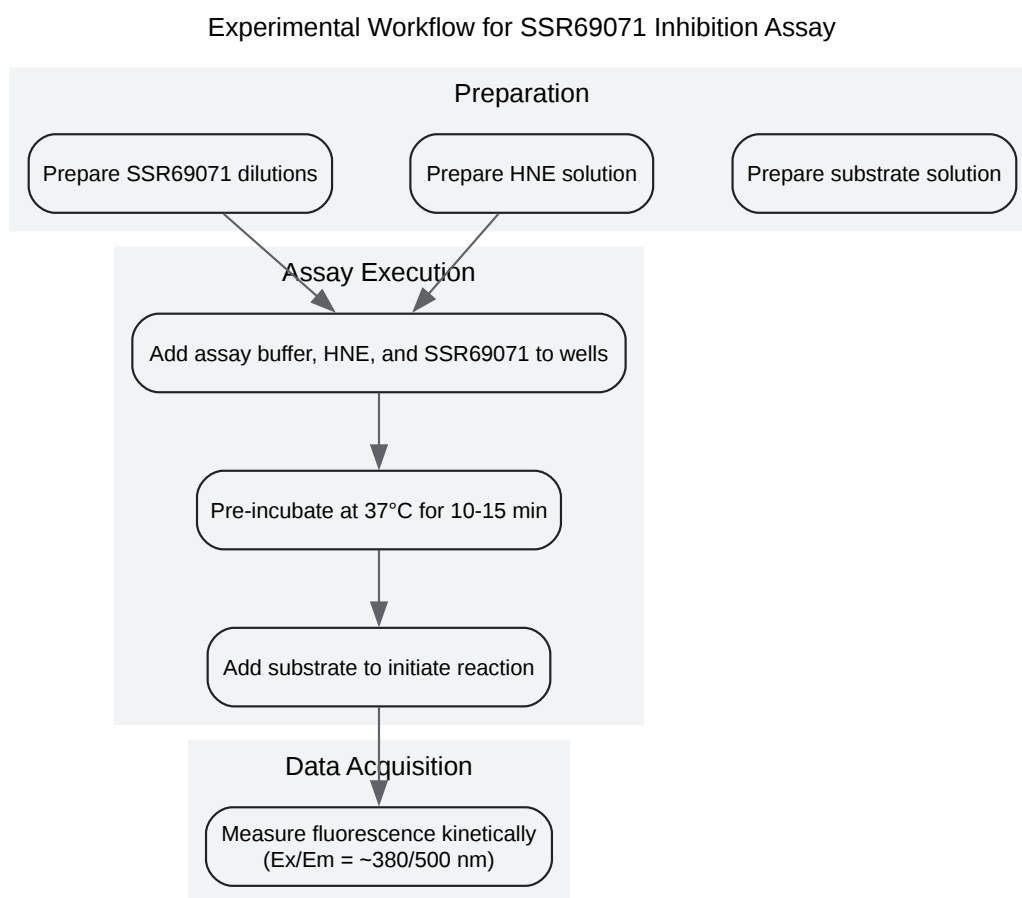 Experimental Workflow for SSR69071 Inhibition Assay
Preparation
Prepare SSR69071 dilutions
Prepare HNE solution
Prepare substrate solution
Assay Execution
Add assay buffer, HNE, and SSR69071 to wells
Pre-incubate at 37°C for 10-15 min
Add substrate to initiate reaction
Data Acquisition
Measure fluorescence kinetically
(Ex/Em = ~380/500 nm)